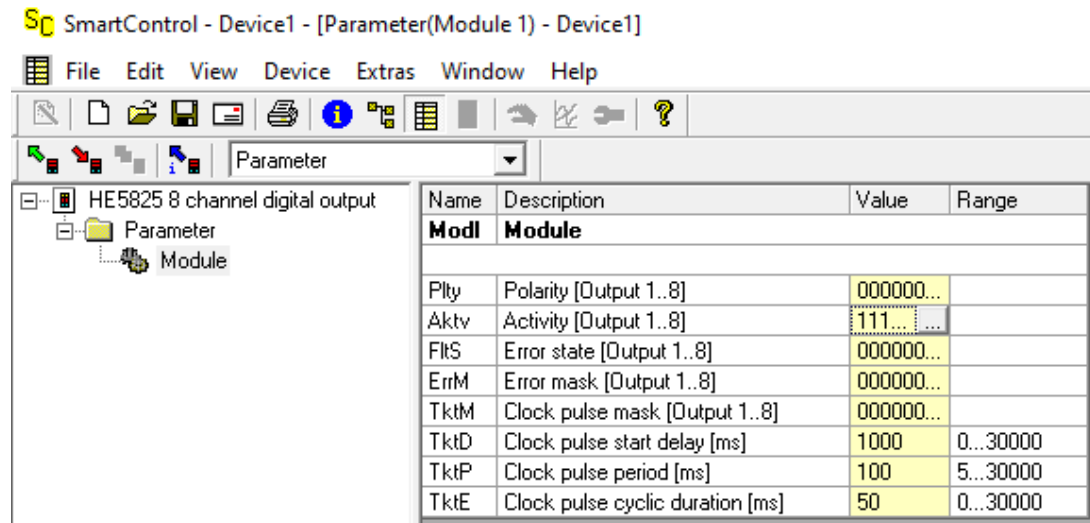 SC SmartControl - Device1 - [Parameter(Module 1) - Device1]
File Edit View Device Extras Window Help
Parameter
HE5825 8 channel digital output
Parameter
Module
Name Description Value Range
Modl Module
Plty Polarity [Output 1..8] 000000...
Aktv Activity [Output 1..8] 111... ...
FltS Error state [Output 1..8] 000000...
ErrM Error mask [Output 1..8] 000000...
TktM Clock pulse mask [Output 1..8] 000000...
TktD Clock pulse start delay [ms] 1000 0...30000
TktP Clock pulse period [ms] 100 5...30000
TktE Clock pulse cyclic duration [ms] 50 0...30000